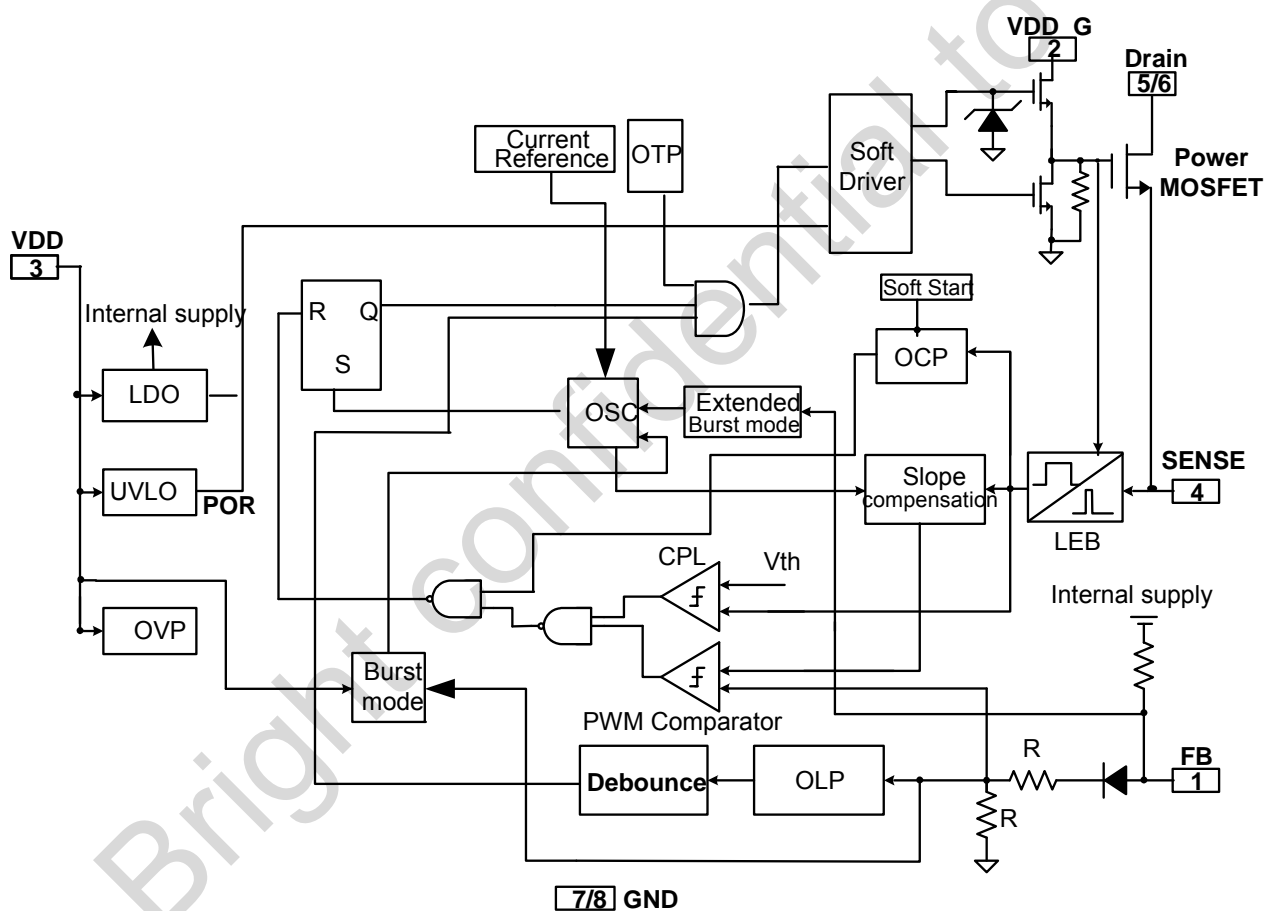 VDD G
2
Drain
5/6
Current
Reference
OTP
Soft
Driver
Power
MOSFET
VDD
3
Soft Start
Internal supply
R Q
S
OCP
LDO
OSC
Extended
Burst mode
UVLO
POR
Slope
compensation
SENSE
4
LEB
CPL
Vth
Internal supply
OVP
Burst
mode
PWM Comparator
R
FB
1
Debounce
OLP
R
7/8 GND
Bright confidential to